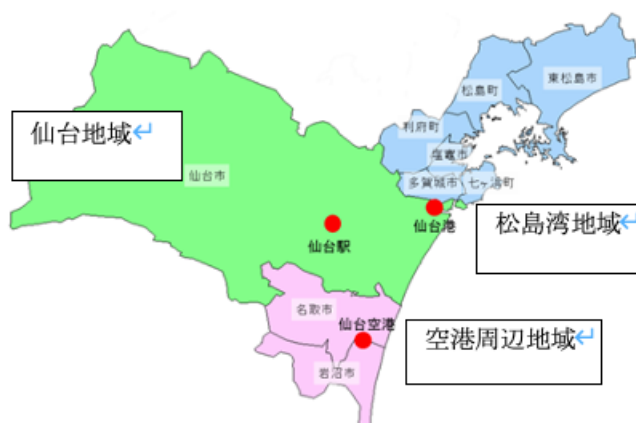 松島町
東松島市
利府町
仙台地域
塩竈市
仙台市
多賀城市
七ヶ浜町
仙台港
松島湾地域
仙台駅
名取市
仙台空港
空港周辺地域
岩沼市